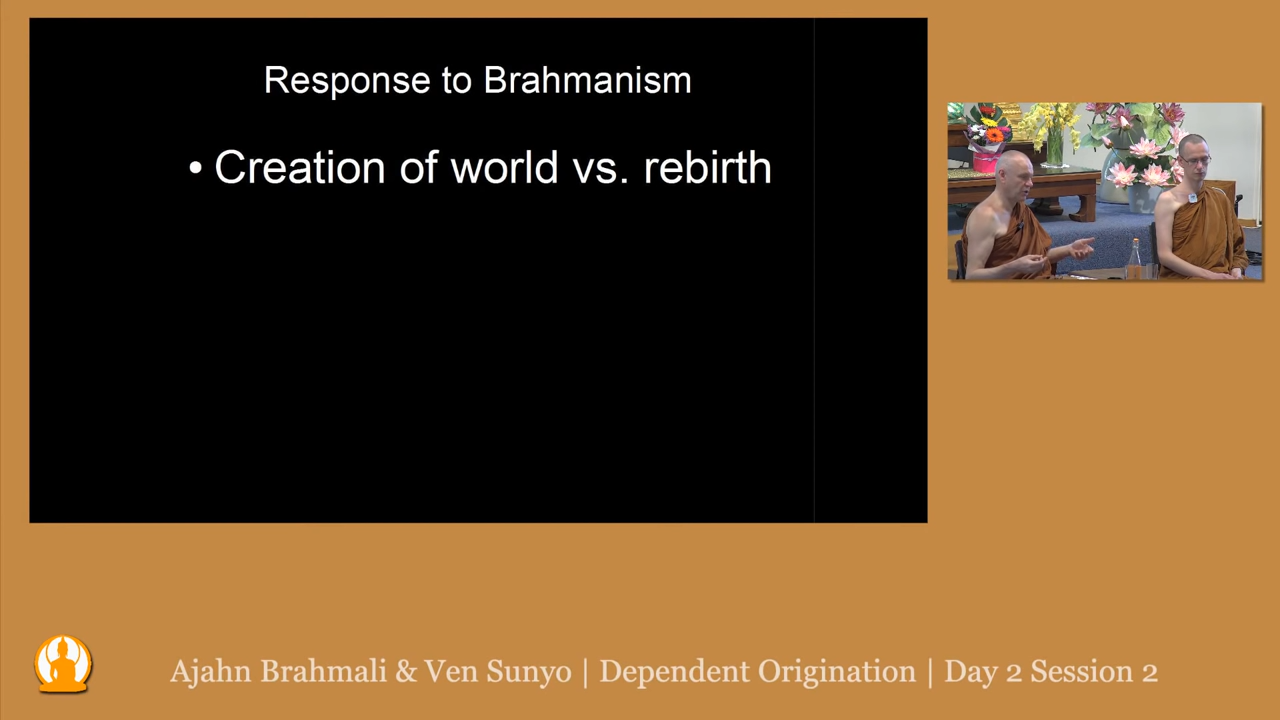 Response to Brahmanism
• Creation of world vs. rebirth
Ajahn Brahmali & Ven Sunyo | Dependent Origination | Day 2 Session 2